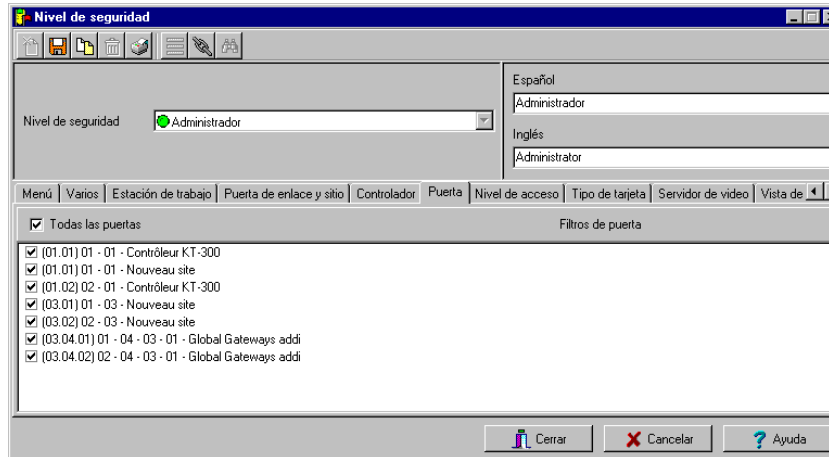 Nivel de seguridad
Español
Administrador
Nivel de seguridad Administrador
Inglés
Administrator
Menú Varios Estación de trabajo Puerta de enlace y sitio Controlador Puerta Nivel de acceso Tipo de tarjeta Servidor de video Vista de
Todas las puertas Filtros de puerta
(01.01) 01 - 01 - Contrôleur KT-300
(01.01) 01 - 01 - Nouveau site
(01.02) 02 - 01 - Contrôleur KT-300
(03.01) 01 - 03 - Nouveau site
(03.02) 02 - 03 - Nouveau site
(03.04.01) 01 - 04 - 03 - 01 - Global Gateways addi
(03.04.02) 02 - 04 - 03 - 01 - Global Gateways addi
Cerrar Cancelar Ayuda